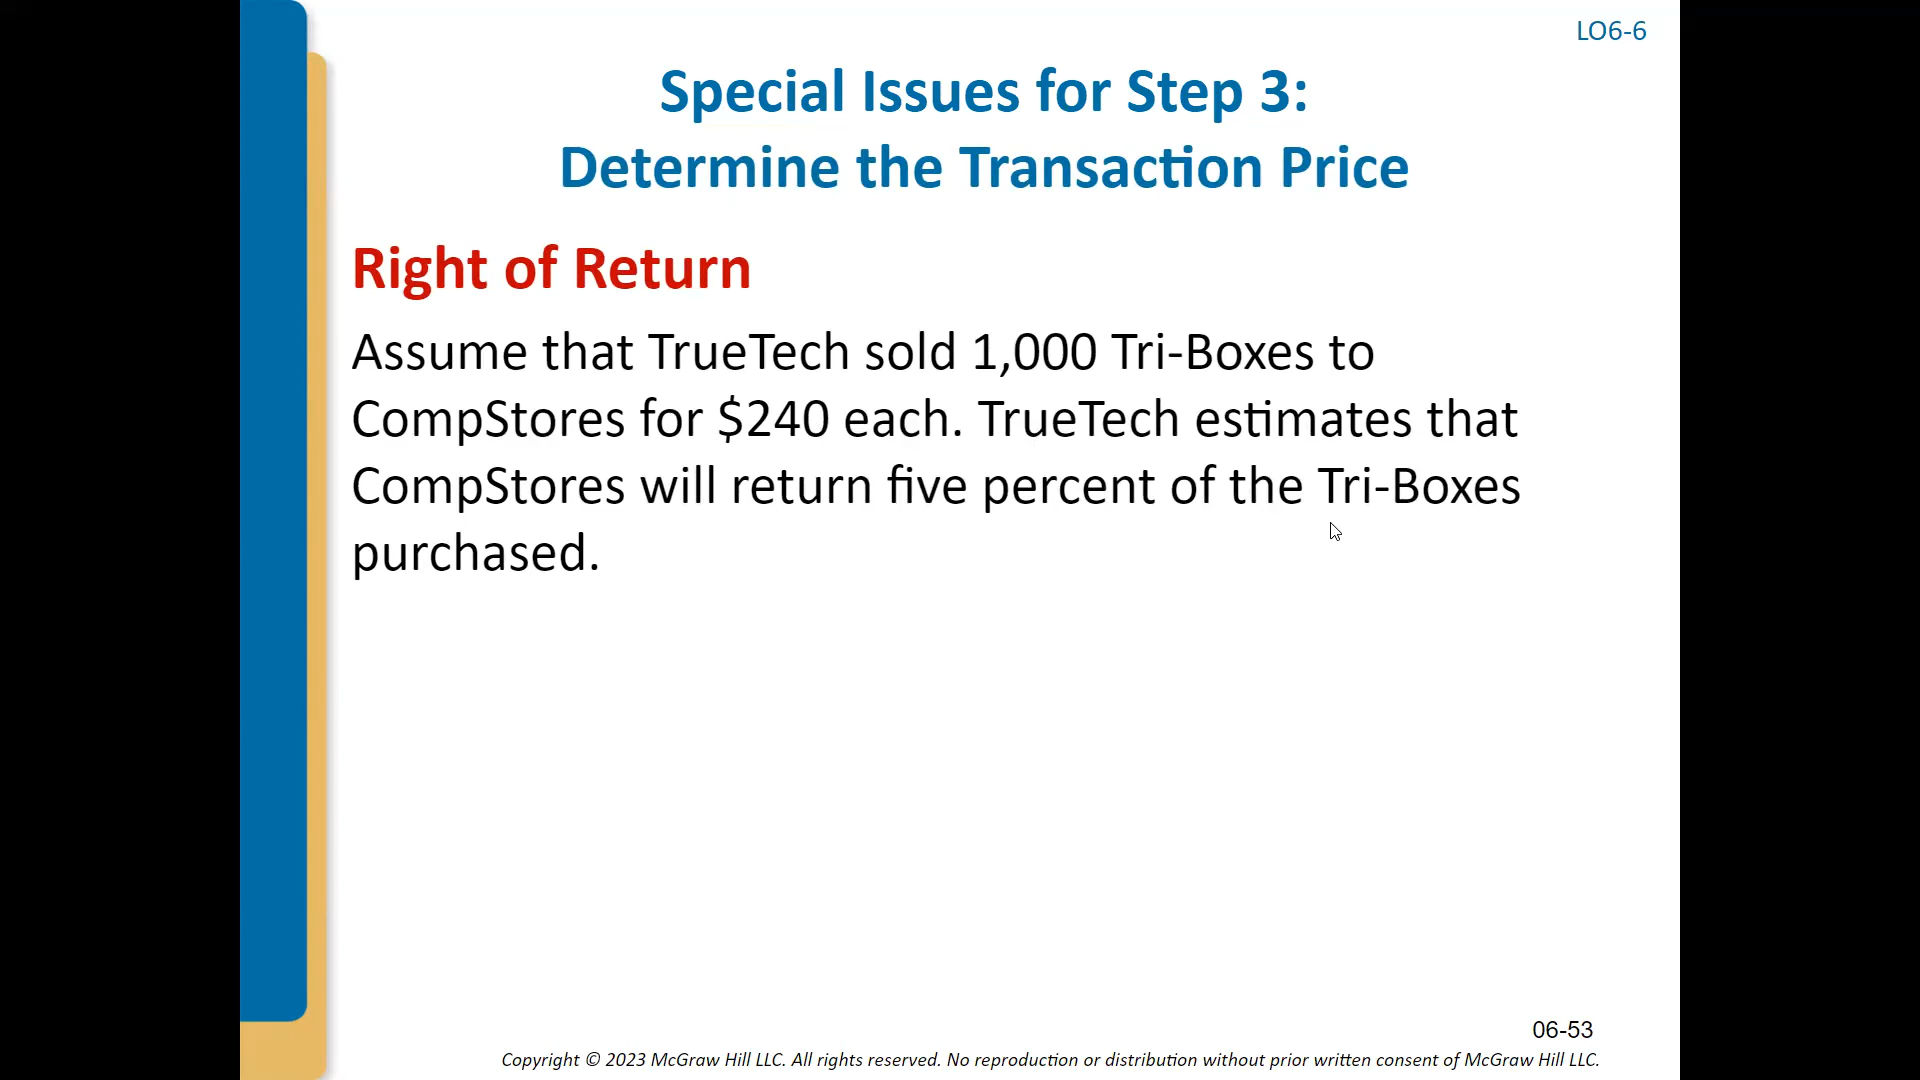 LO6-6
Special Issues for Step 3:
Determine the Transaction Price
Right of Return
Assume that TrueTech sold 1,000 Tri-Boxes to
CompStores for $240 each. TrueTech estimates that
CompStores will return five percent of the Tri-Boxes
purchased.
06-53
Copyright © 2023 McGraw Hill LLC. All rights reserved. No reproduction or distribution without prior written consent of McGraw Hill LLC.